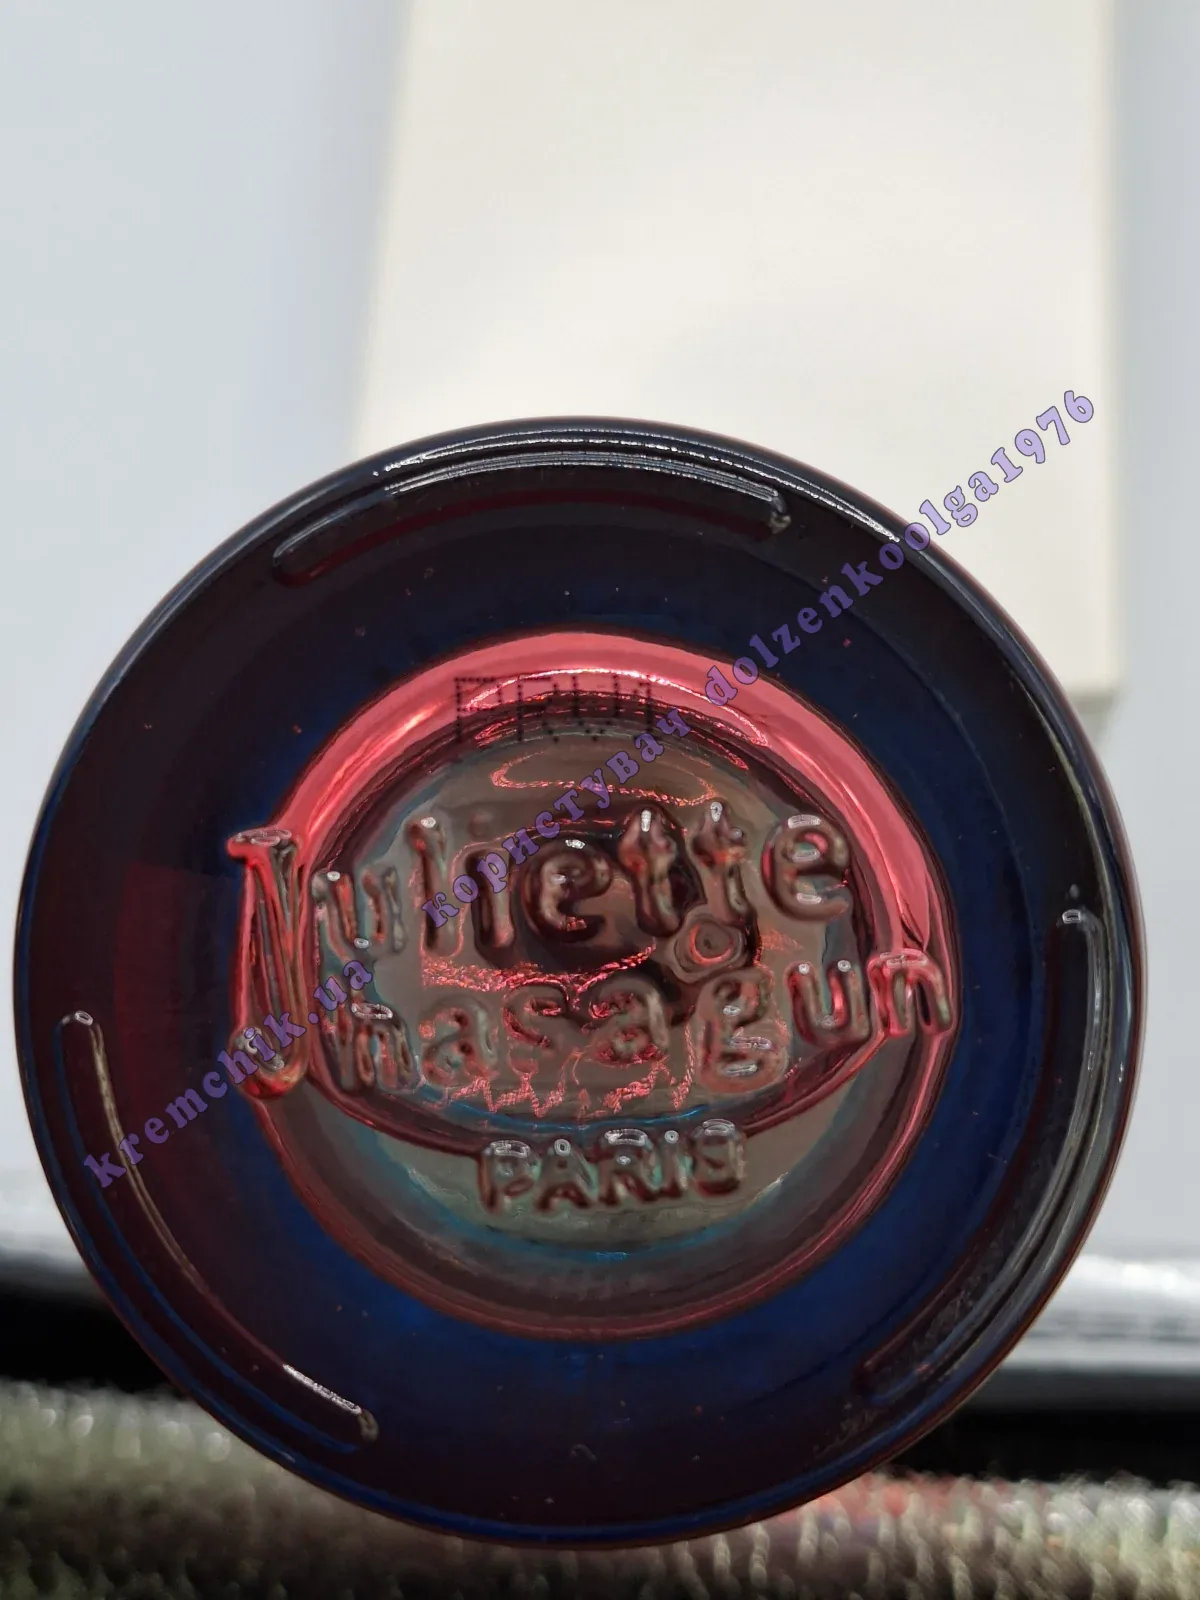 Juliette
has a gun
PARIS
kremchik.ua користувач dolzenkoolga1976